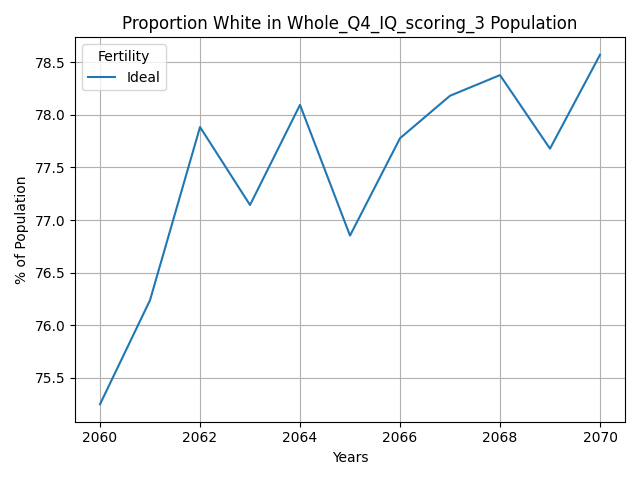 Proportion White in Whole_Q4_IQ_scoring_3 Population
Fertility
Ideal
% of Population
78.5
78.0
77.5
77.0
76.5
76.0
75.5
2060 2062 2064 2066 2068 2070
Years